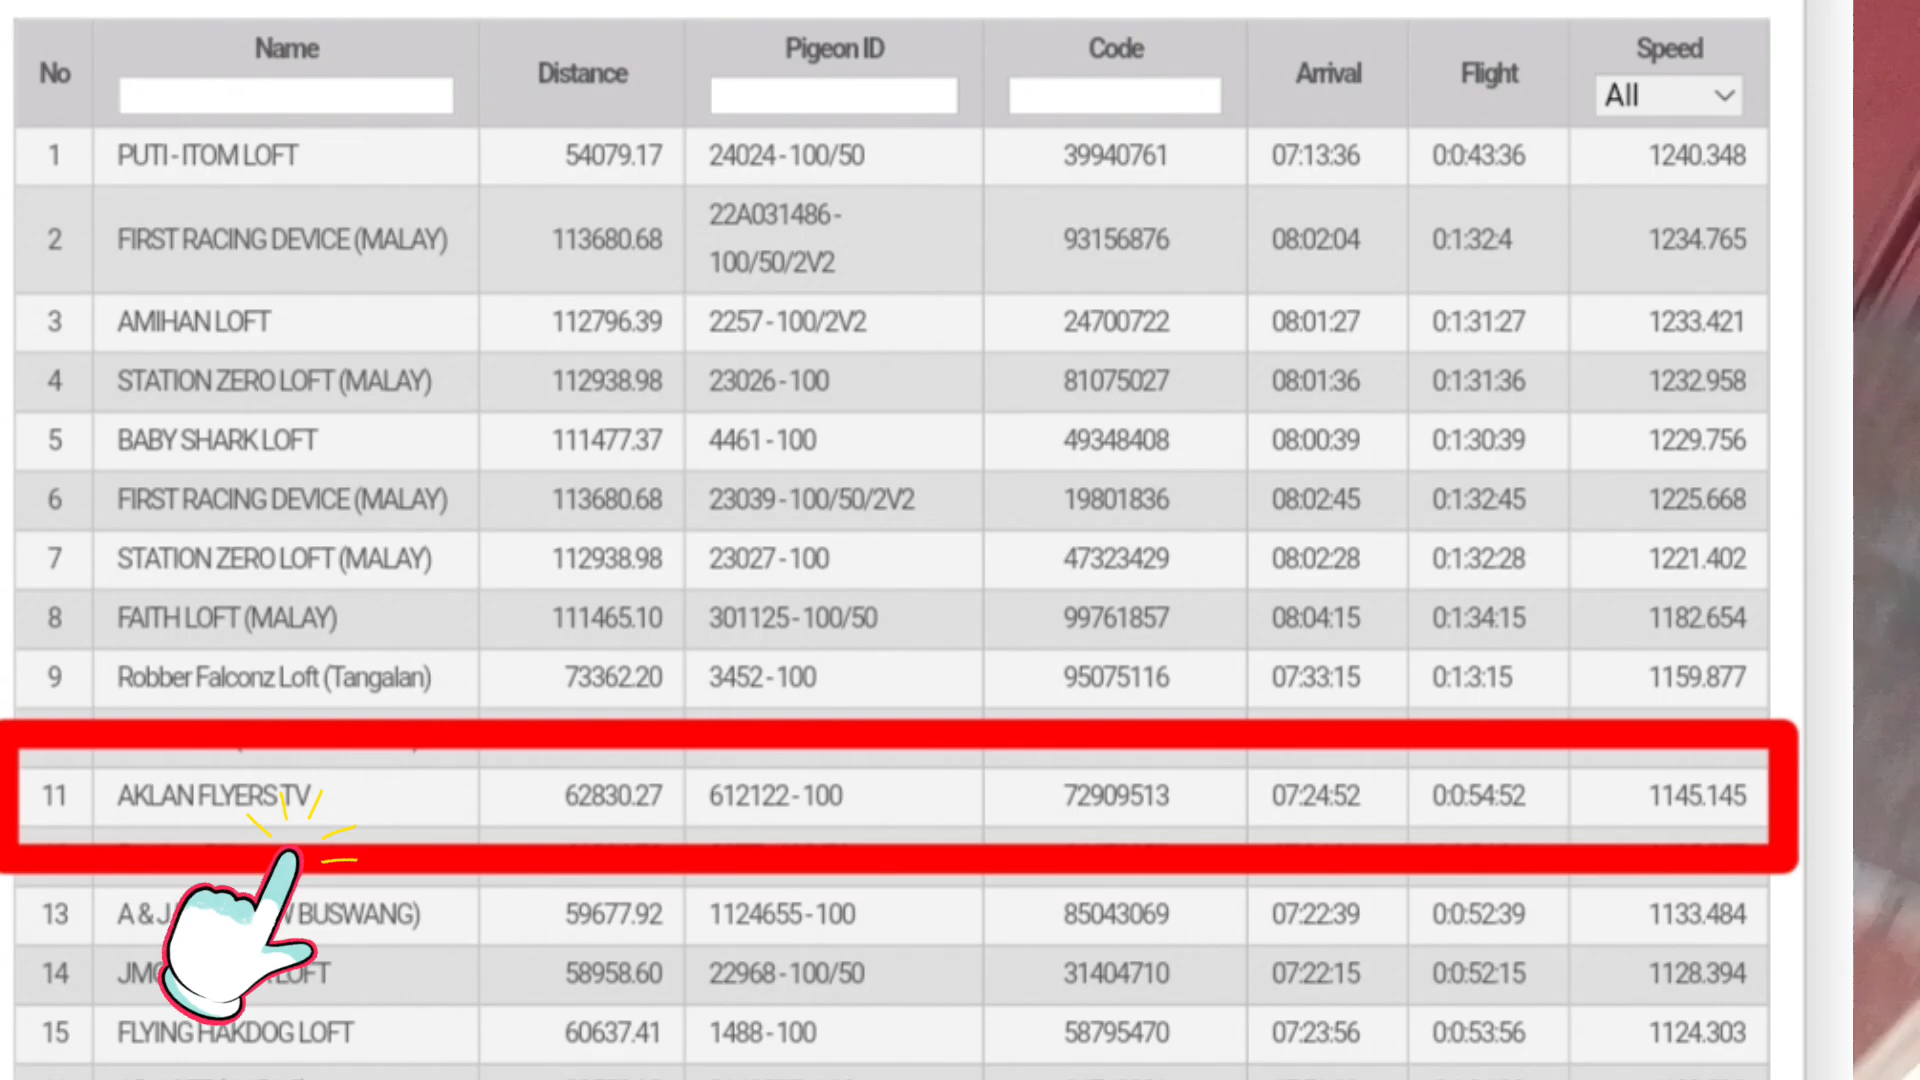 No Name Distance Pigeon ID Code Arrival Flight Speed
All
1 PUTI - ITOM LOFT 54079.17 24024 - 100/50 39940761 07:13:36 0:0:43:36 1240.348
2 FIRST RACING DEVICE (MALAY) 113680.68 22A031486 - 100/50/2V2 93156876 08:02:04 0:1:32:4 1234.765
3 AMIHAN LOFT 112796.39 2257 - 100/2V2 24700722 08:01:27 0:1:31:27 1233.421
4 STATION ZERO LOFT (MALAY) 112938.98 23026 - 100 81075027 08:01:36 0:1:31:36 1232.958
5 BABY SHARK LOFT 111477.37 4461 - 100 49348408 08:00:39 0:1:30:39 1229.756
6 FIRST RACING DEVICE (MALAY) 113680.68 23039 - 100/50/2V2 19801836 08:02:45 0:1:32:45 1225.668
7 STATION ZERO LOFT (MALAY) 112938.98 23027 - 100 47323429 08:02:28 0:1:32:28 1221.402
8 FAITH LOFT (MALAY) 111465.10 301125 - 100/50 99761857 08:04:15 0:1:34:15 1182.654
9 Robber Falconz Loft (Tangalan) 73362.20 3452 - 100 95075116 07:33:15 0:1:3:15 1159.877
11 AKLAN FLYERS TV 62830.27 612122 - 100 72909513 07:24:52 0:0:54:52 1145.145
13 A & BUSWANG) 59677.92 1124655 - 100 85043069 07:22:39 0:0:52:39 1133.484
14 LOFT 58958.60 22968 - 100/50 31404710 07:22:15 0:0:52:15 1128.394
15 FLYING HAKDOG LOFT 60637.41 1488 - 100 58795470 07:23:56 0:0:53:56 1124.303